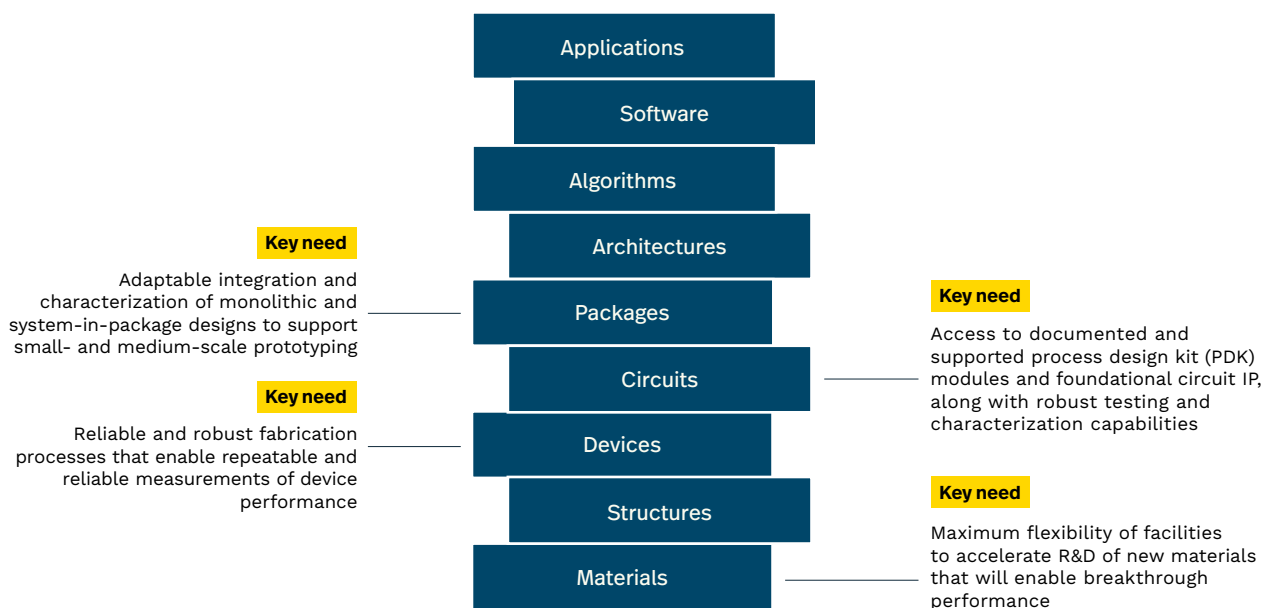 Applications
Software
Algorithms
Architectures
Key need
Adaptable integration and
characterization of monolithic and
system-in-package designs to support
small- and medium-scale prototyping
Packages
Key need
Access to documented and
supported process design kit (PDK)
modules and foundational circuit IP,
along with robust testing and
characterization capabilities
Circuits
Key need
Reliable and robust fabrication
processes that enable repeatable and
reliable measurements of device
performance
Devices
Structures
Key need
Maximum flexibility of facilities
to accelerate R&D of new materials
that will enable breakthrough
performance
Materials